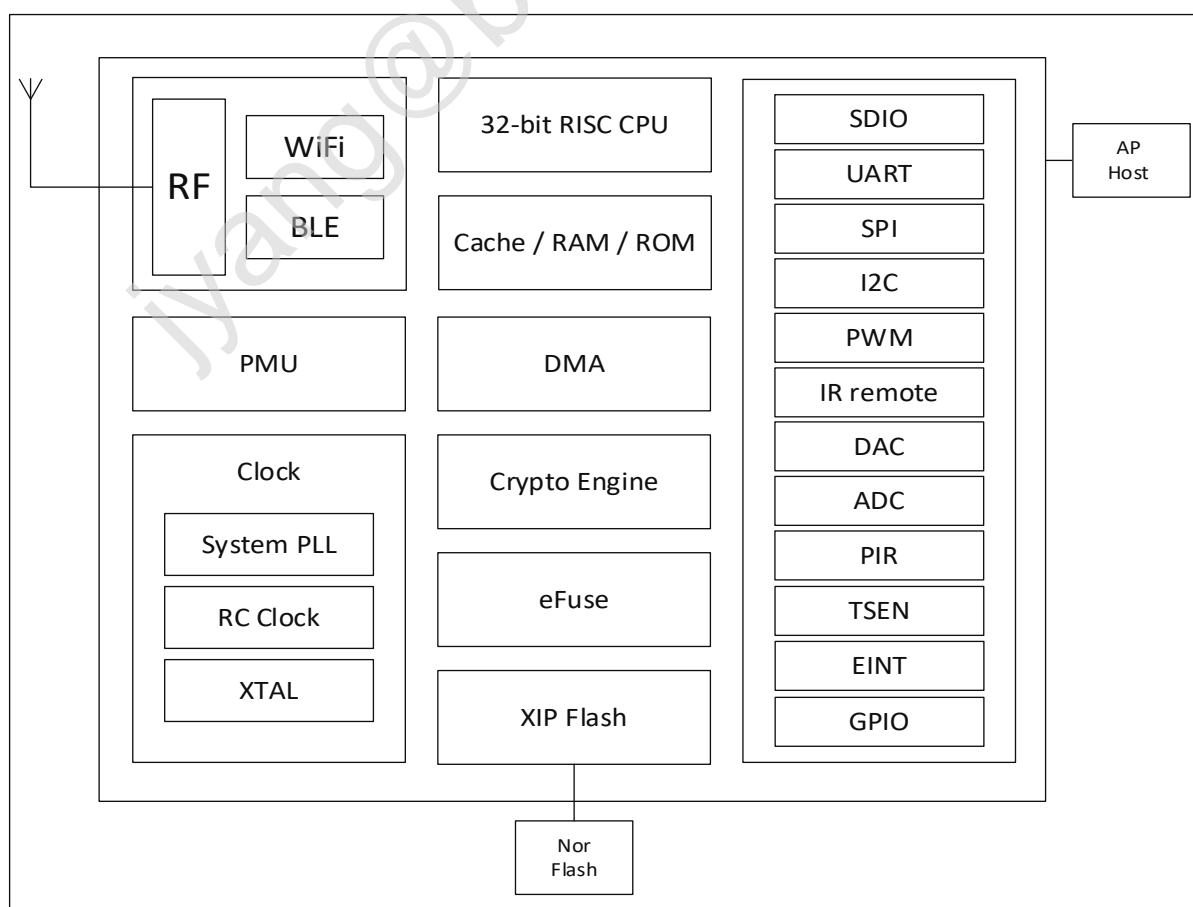 jyang@b
RF
WiFi
BLE
PMU
Clock
System PLL
RC Clock
XTAL
32-bit RISC CPU
Cache / RAM / ROM
DMA
Crypto Engine
eFuse
XIP Flash
SDIO
UART
SPI
I2C
PWM
IR remote
DAC
ADC
PIR
TSEN
EINT
GPIO
AP
Host
Nor
Flash